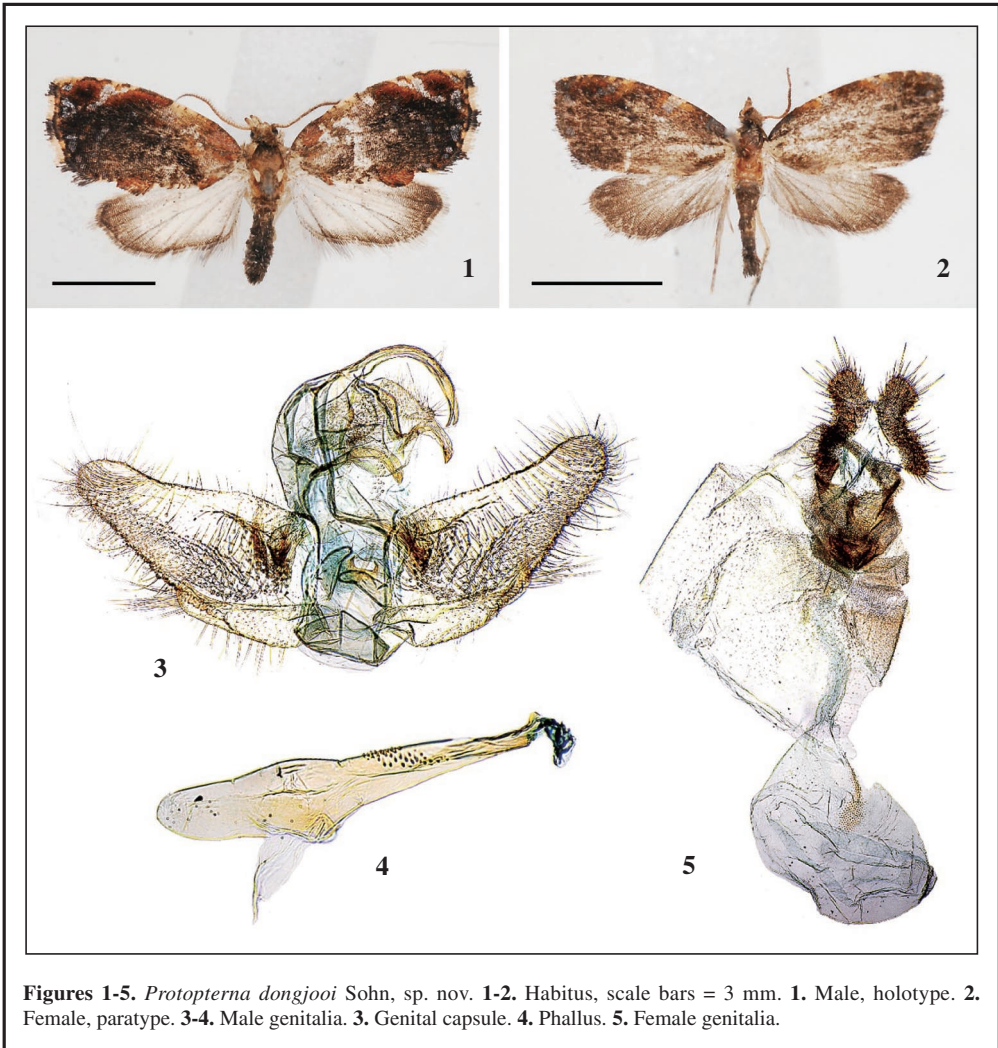 1
2
3
4
5
Figures 1-5. Protopterna dongjooi Sohn, sp. nov. 1-2. Habitus, scale bars = 3 mm. 1. Male, holotype. 2.
Female, paratype. 3-4. Male genitalia. 3. Genital capsule. 4. Phallus. 5. Female genitalia.